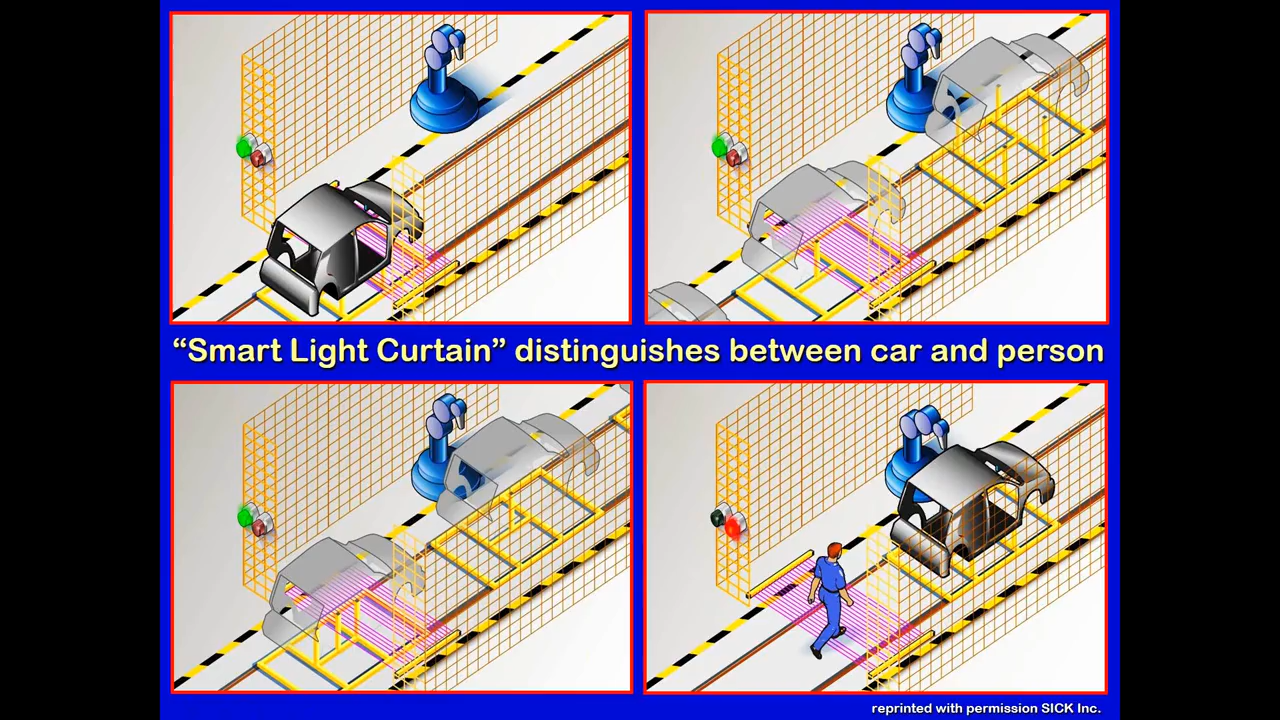 “Smart Light Curtain” distinguishes between car and person
reprinted with permission SICK Inc.